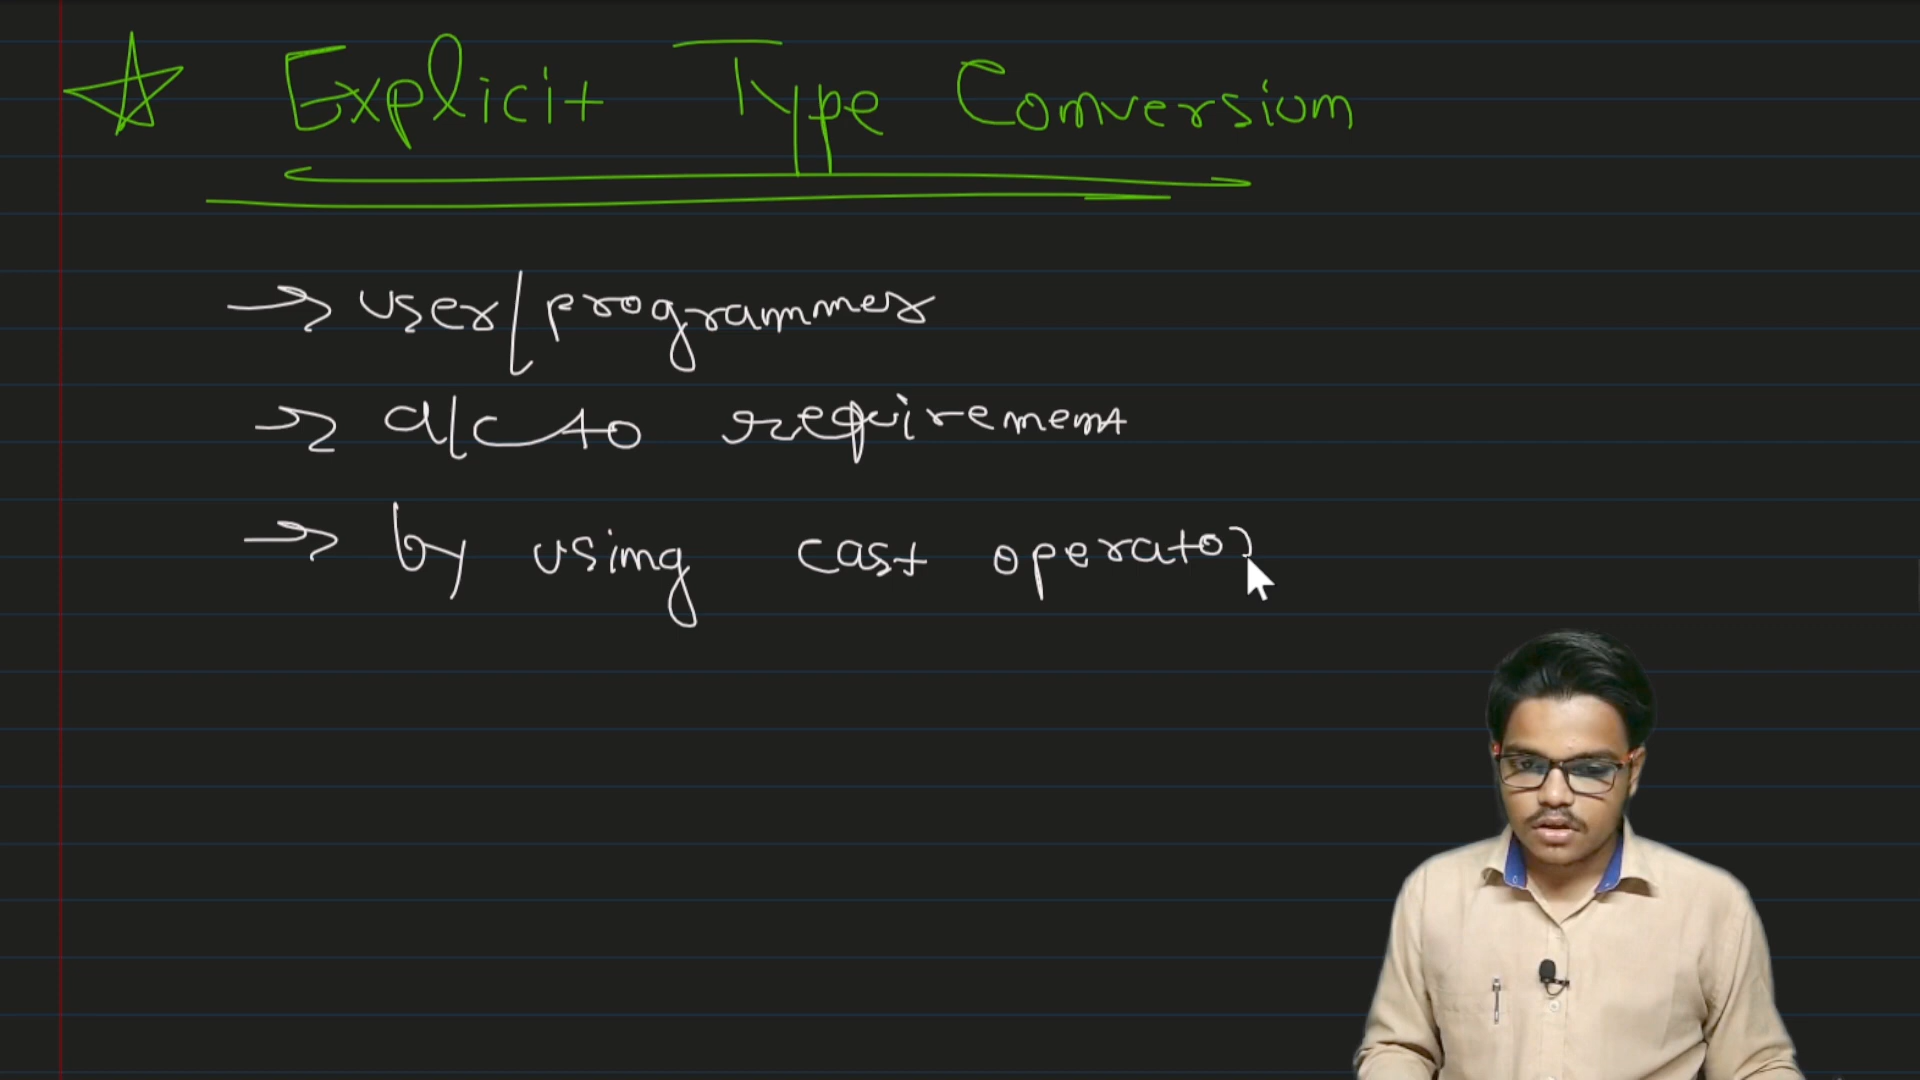 Explicit Type Conversion
→ user/programmer
→ a/c to requirement
→ by using cast operator